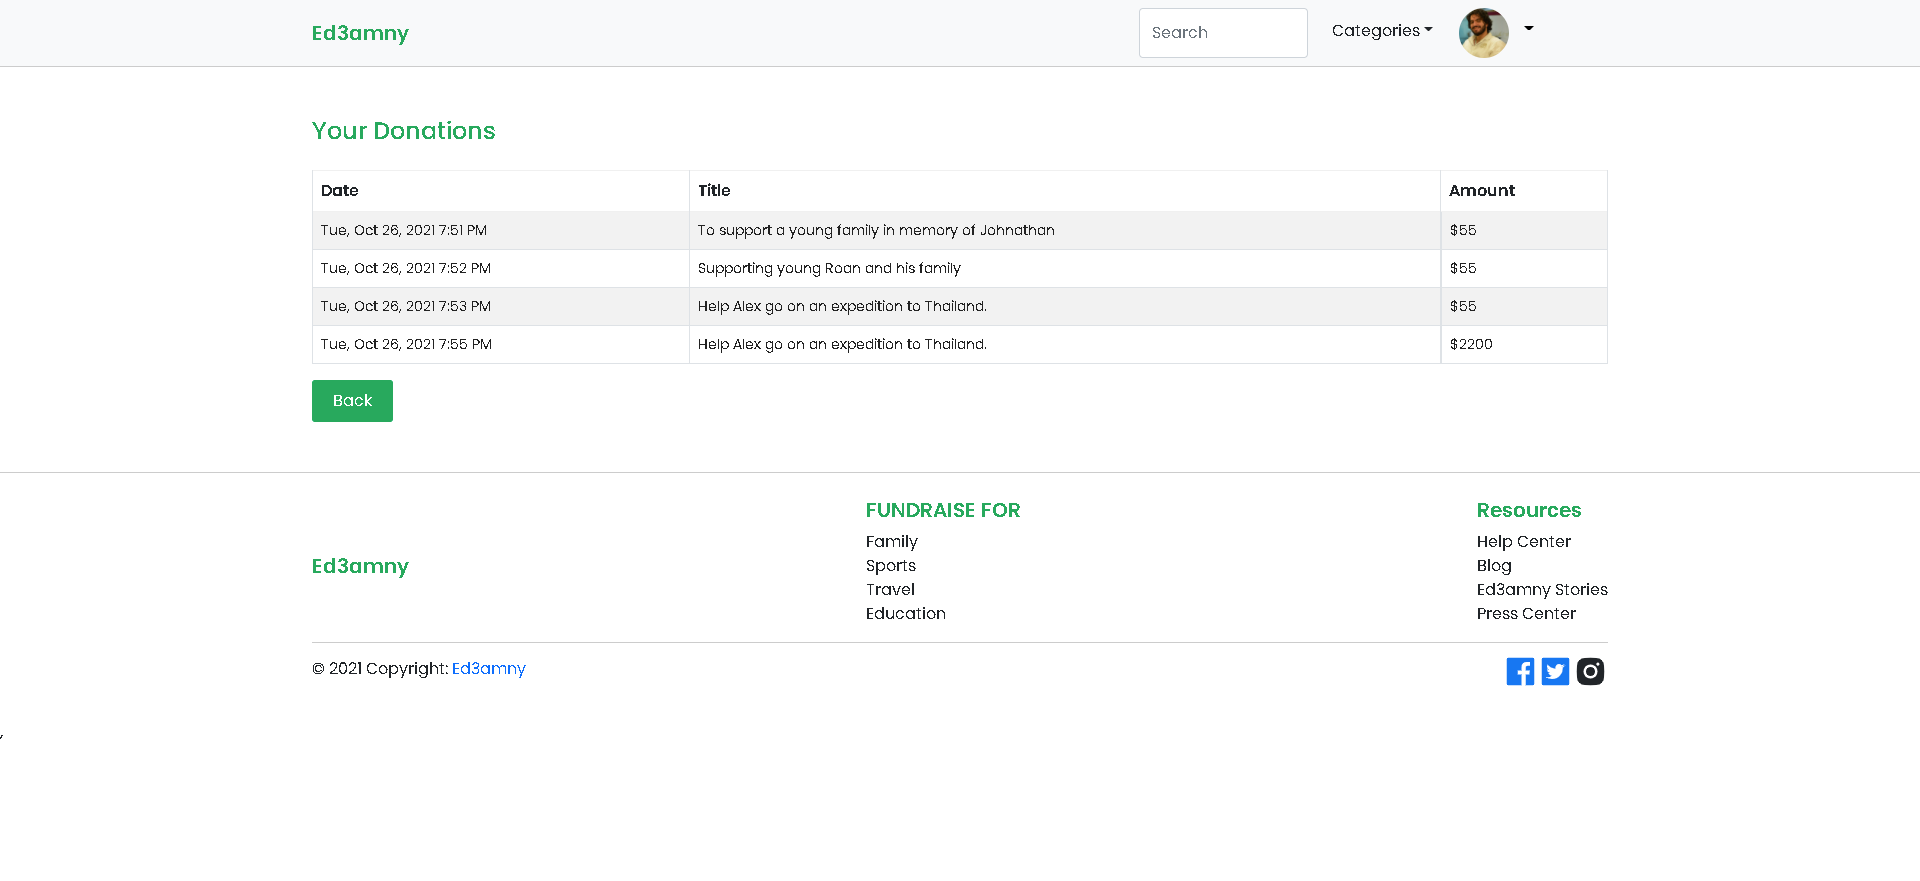 Ed3amny
Search
Categories
Your Donations
Date Title Amount
Tue, Oct 26, 2021 7:51 PM To support a young family in memory of Johnathan $55
Tue, Oct 26, 2021 7:52 PM Supporting young Roan and his family $55
Tue, Oct 26, 2021 7:53 PM Help Alex go on an expedition to Thailand. $55
Tue, Oct 26, 2021 7:55 PM Help Alex go on an expedition to Thailand. $2200
Back
Ed3amny
FUNDRAISE FOR
Family
Sports
Travel
Education
Resources
Help Center
Blog
Ed3amny Stories
Press Center
© 2021 Copyright: Ed3amny